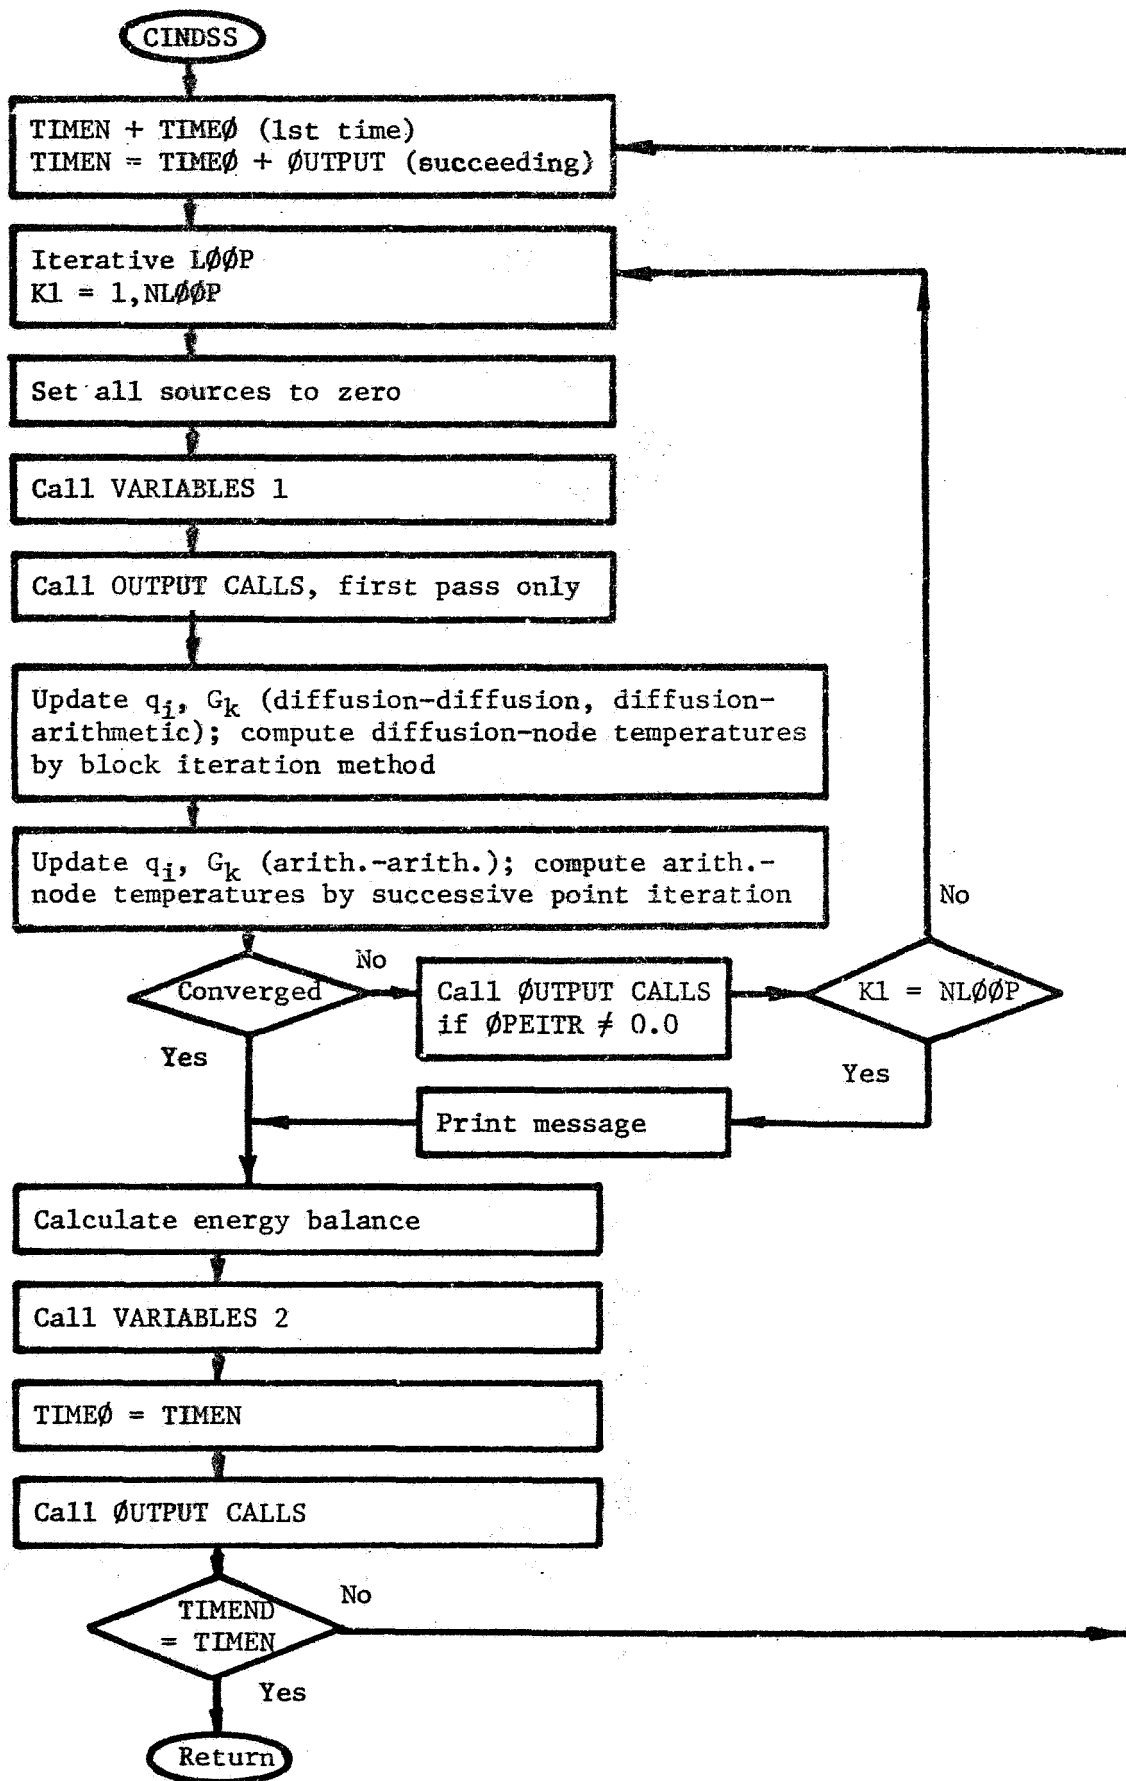 CINDSS
TIMEN + TIMEØ (1st time)
TIMEN = TIMEØ + ØUTPUT (succeeding)
Iterative LØØP
K1 = 1,NLØØP
Set all sources to zero
Call VARIABLES 1
Call OUTPUT CALLS, first pass only
Update qi, Gk (diffusion-diffusion, diffusion-
arithmetic); compute diffusion-node temperatures
by block iteration method
Update qi, Gk (arith.-arith.); compute arith.-
node temperatures by successive point iteration
No
No
Converged
Call ØUTPUT CALLS
if ØPEITR ≠ 0.0
K1 = NLØØP
Yes
Yes
Print message
Calculate energy balance
Call VARIABLES 2
TIMEØ = TIMEN
Call ØUTPUT CALLS
No
TIMEND
= TIMEN
Yes
Return